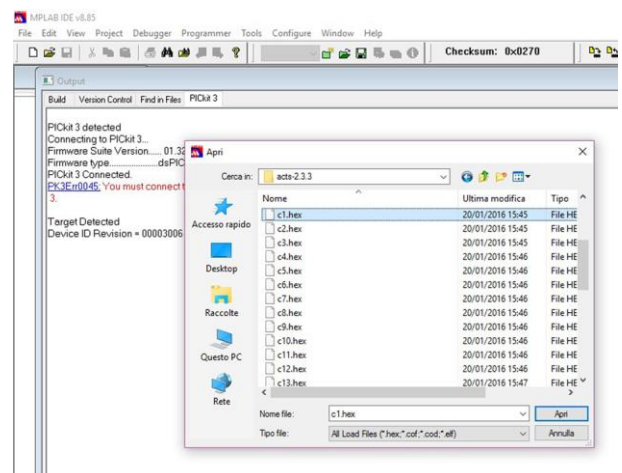 MPLAB IDE v8.85
File Edit View Project Debugger Programmer Tools Configure Window Help
Checksum: 0x0270
Output
Build Version Control Find in Files PICkit 3
PICkit 3 detected
Connecting to PICkit 3...
Firmware Suite Version..... 01.32
Firmware type......................dsPIC
PICkit 3 Connected.
PK3Err0045: You must connect t
3.
Target Detected
Device ID Revision = 00003006
Apri
Cerca in: acts-2.3.3
Nome Ultima modifica Tipo
c1.hex 20/01/2016 15:45 File HE
c2.hex 20/01/2016 15:45 File HE
c3.hex 20/01/2016 15:45 File HE
c4.hex 20/01/2016 15:46 File HE
c5.hex 20/01/2016 15:46 File HE
c6.hex 20/01/2016 15:46 File HE
c7.hex 20/01/2016 15:46 File HE
c8.hex 20/01/2016 15:46 File HE
c9.hex 20/01/2016 15:46 File HE
c10.hex 20/01/2016 15:46 File HE
c11.hex 20/01/2016 15:46 File HE
c12.hex 20/01/2016 15:46 File HE
c13.hex 20/01/2016 15:47 File HE
Accesso rapido
Desktop
Raccolte
Questo PC
Rete
Nome file: c1.hex Apri
Tipo file: All Load Files (*.hex;*.cof;*.cod;*.elf) Annulla